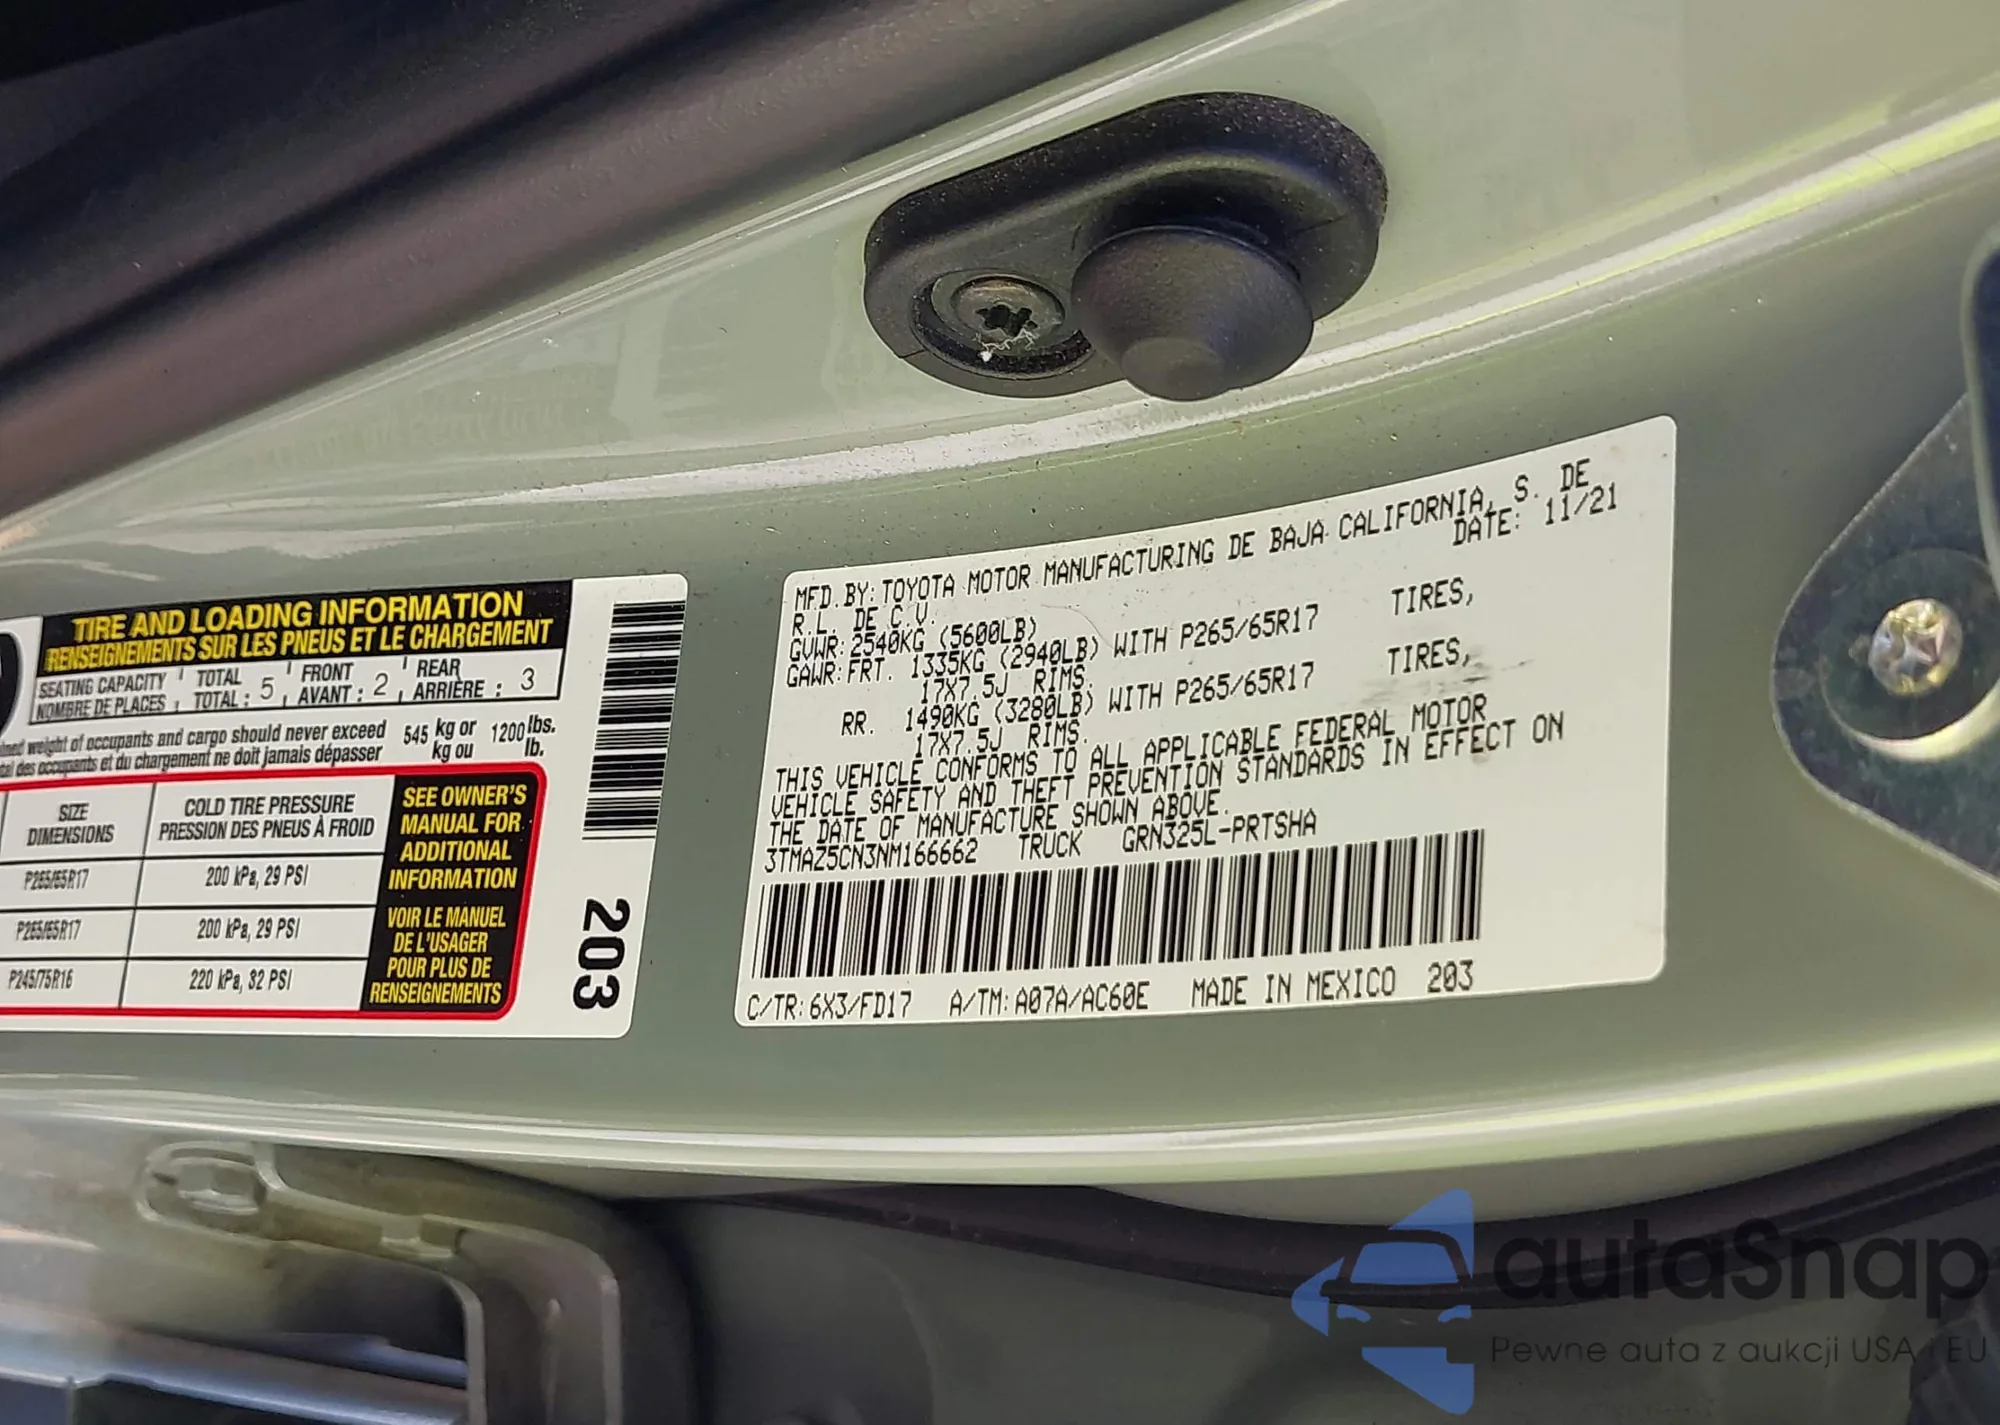 TIRE AND LOADING INFORMATION
RENSEIGNEMENTS SUR LES PNEUS ET LE CHARGEMENT
SEATING CAPACITY TOTAL FRONT REAR
NOMBRE DE PLACES TOTAL : 5 AVANT : 2 ARRIÈRE : 3
weight of occupants and cargo should never exceed 545 kg or 1200 lbs.
des occupants et du chargement ne doit jamais dépasser kg ou lb.
SIZE COLD TIRE PRESSURE
DIMENSIONS PRESSION DES PNEUS À FROID
P265/65R17 200 kPa, 29 PSI
P265/65R17 200 kPa, 29 PSI
P245/75R16 220 kPa, 32 PSI
SEE OWNER'S
MANUAL FOR
ADDITIONAL
INFORMATION
VOIR LE MANUEL
DE L'USAGER
POUR PLUS DE
RENSEIGNEMENTS
203
MFD. BY: TOYOTA MOTOR MANUFACTURING DE BAJA CALIFORNIA, S. DE
R.L. DE C.V. DATE: 11/21
GVWR: 2540KG (5600LB)
GAWR: FRT. 1335KG (2940LB) WITH P265/65R17 TIRES,
17X7.5J RIMS,
RR. 1490KG (3280LB) WITH P265/65R17 TIRES,
17X7.5J RIMS.
THIS VEHICLE CONFORMS TO ALL APPLICABLE FEDERAL MOTOR
VEHICLE SAFETY AND THEFT PREVENTION STANDARDS IN EFFECT ON
THE DATE OF MANUFACTURE SHOWN ABOVE.
3TMAZ5CN3NM166662 TRUCK GRN325L-PRTSHA
C/TR: 6X3/FD17 A/TM: A07A/AC60E MADE IN MEXICO 203
autaSnap
Pewne auta z aukcji USA i EU